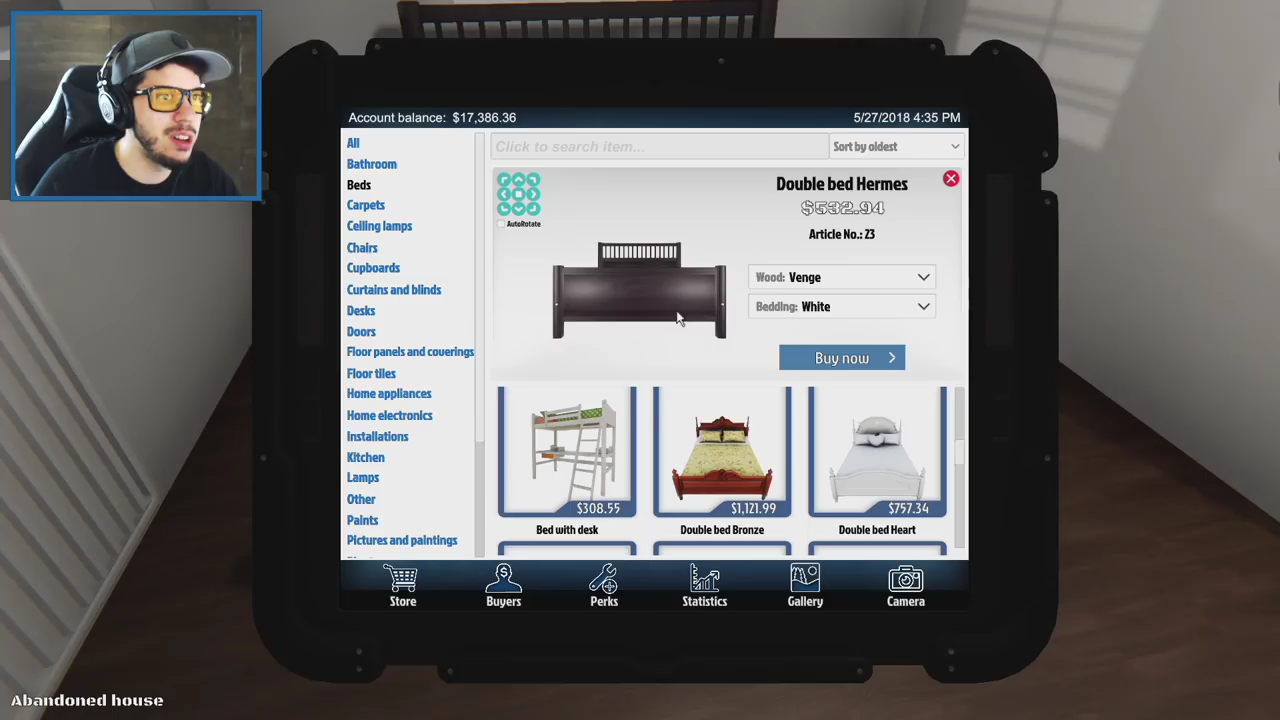 Account balance: $17,386.36
5/27/2018 4:35 PM
All
Bathroom
Beds
Carpets
Ceiling lamps
Chairs
Cupboards
Curtains and blinds
Desks
Doors
Floor panels and coverings
Floor tiles
Home appliances
Home electronics
Installations
Kitchen
Lamps
Other
Paints
Pictures and paintings
Click to search item...
Sort by oldest
AutoRotate
Double bed Hermes
$532.94
Article No.: Z3
Wood: Venge
Bedding: White
Buy now
$308.55
$1,121.99
$757.34
Bed with desk
Double bed Bronze
Double bed Heart
Store
Buyers
Perks
Statistics
Gallery
Camera
Abandoned house